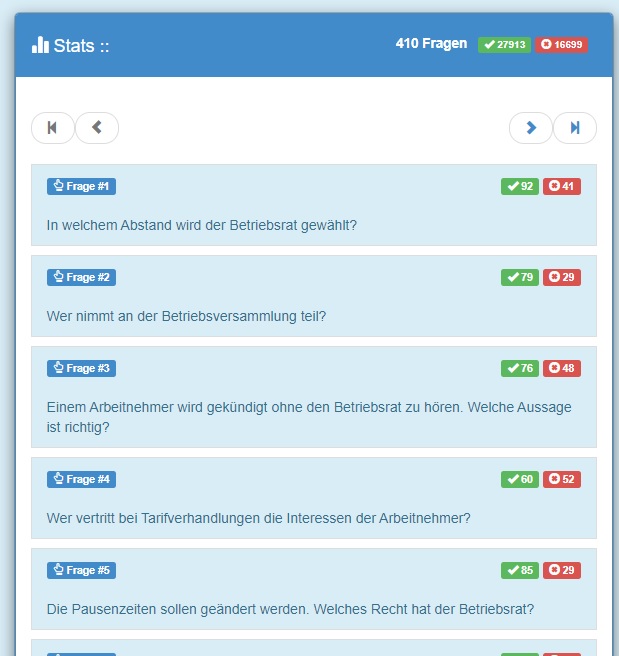 Stats ::
410 Fragen 27913 16699
Frage #1 92 41
In welchem Abstand wird der Betriebsrat gewählt?
Frage #2 79 29
Wer nimmt an der Betriebsversammlung teil?
Frage #3 76 48
Einem Arbeitnehmer wird gekündigt ohne den Betriebsrat zu hören. Welche Aussage
ist richtig?
Frage #4 60 52
Wer vertritt bei Tarifverhandlungen die Interessen der Arbeitnehmer?
Frage #5 85 29
Die Pausenzeiten sollen geändert werden. Welches Recht hat der Betriebsrat?